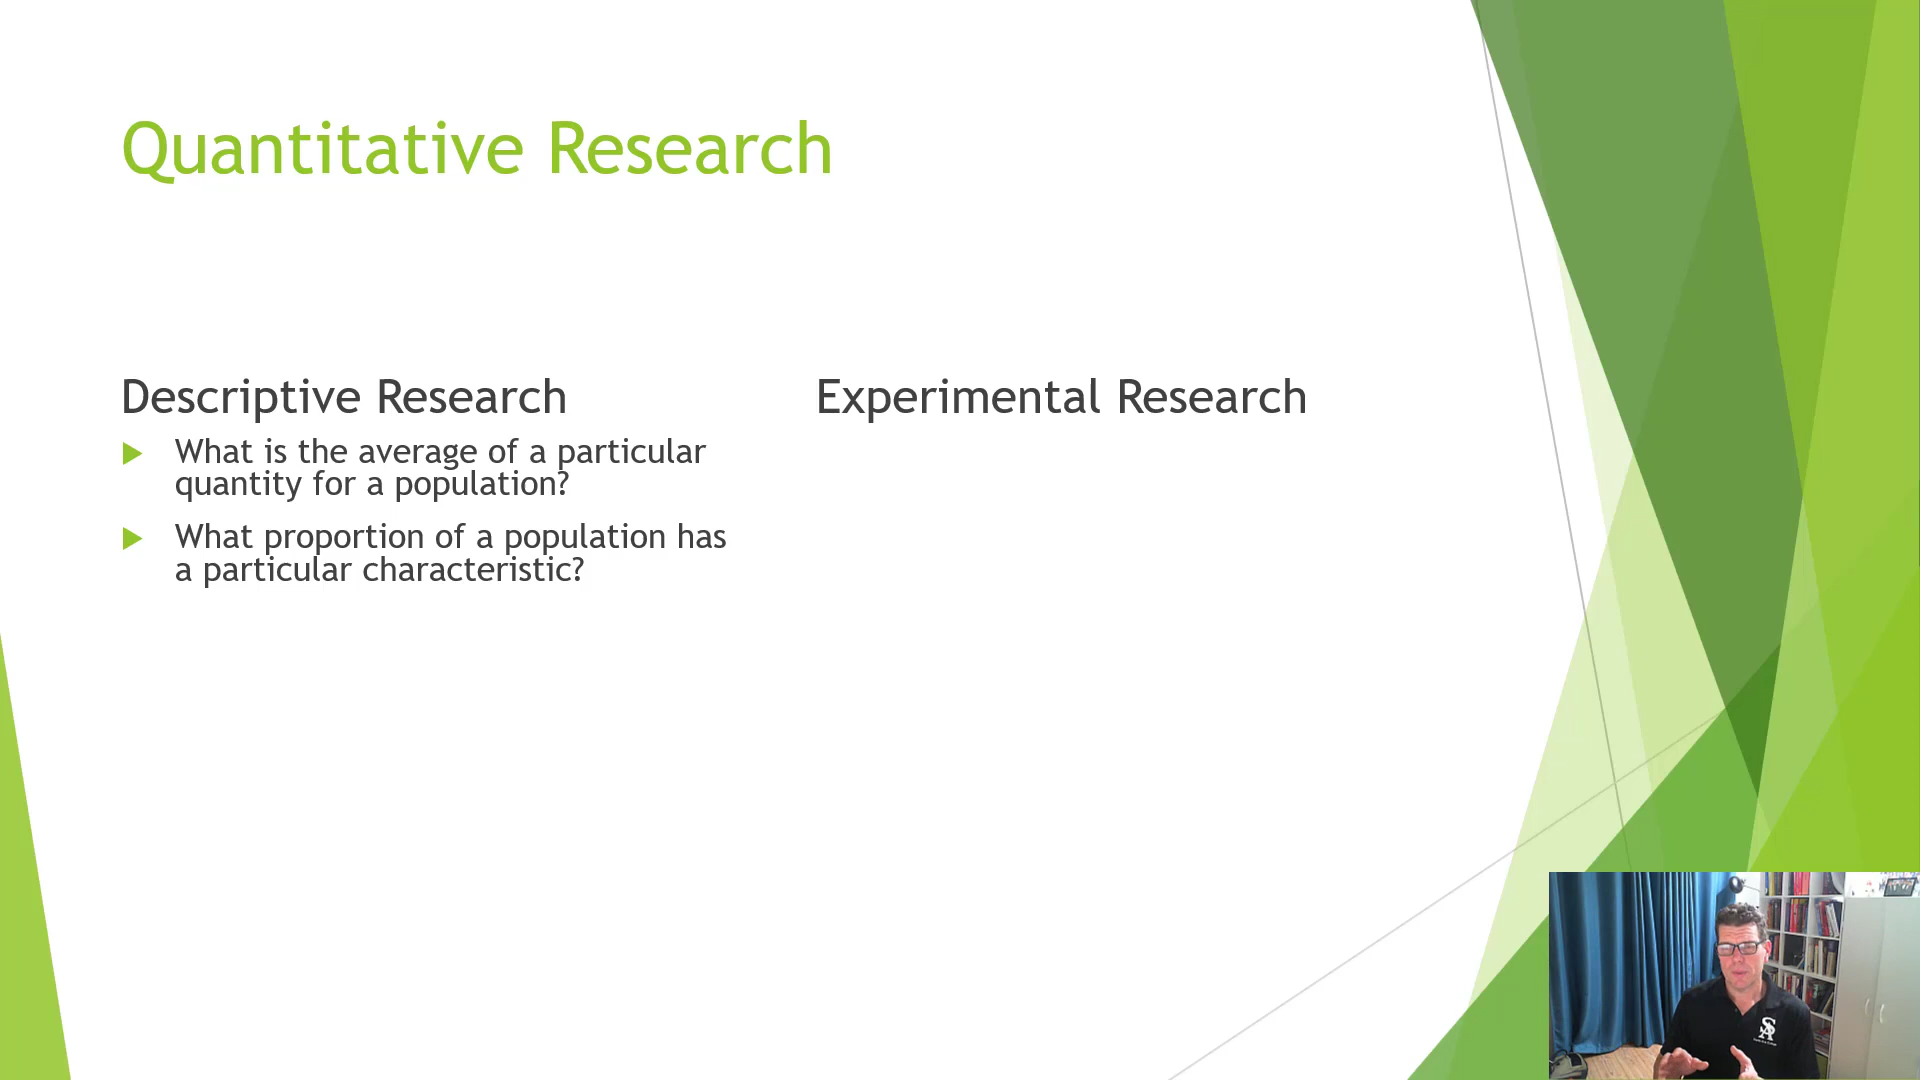 Quantitative Research
Descriptive Research
What is the average of a particular
quantity for a population?
What proportion of a population has
a particular characteristic?
Experimental Research
SA